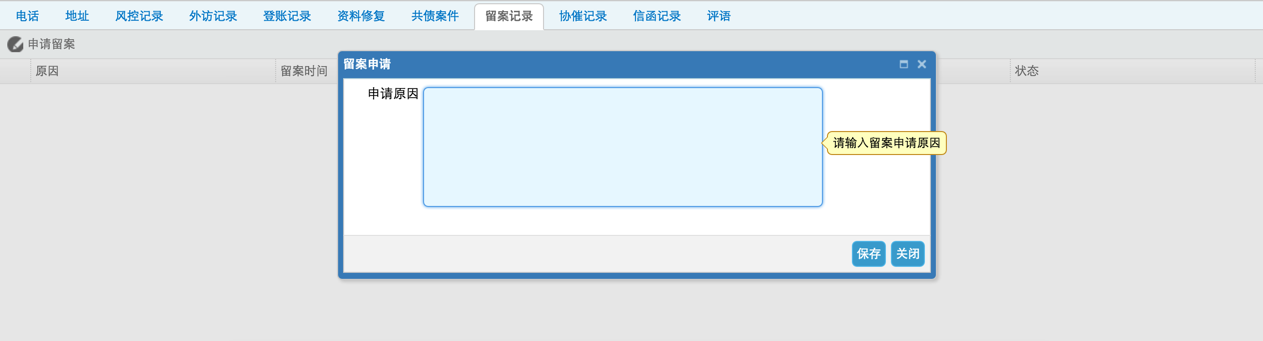 电话 地址 风控记录 外访记录 登账记录 资料修复 共债案件 留案记录 协催记录 信函记录 评语
申请留案
原因 留案时间 状态
留案申请
申请原因
请输入留案申请原因
保存 关闭